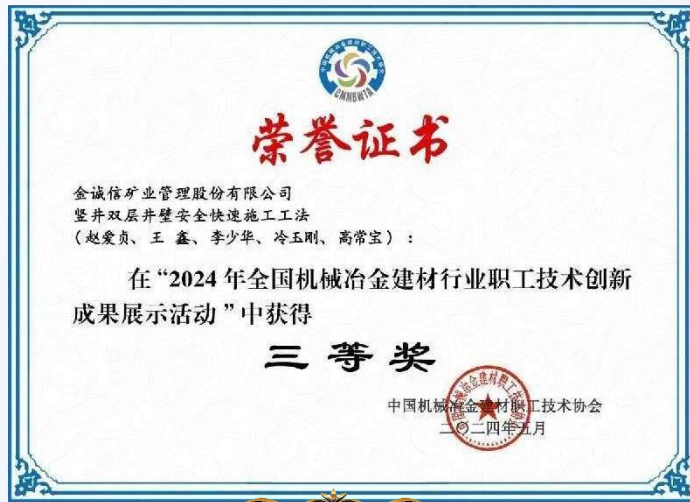 CMMBWTA
荣誉证书
金诚信矿业管理股份有限公司
竖井双层井壁安全快速施工工法
（赵爱贞、王 鑫、李少华、冷玉刚、高常宝）：
在“2024年全国机械冶金建材行业职工技术创新
成果展示活动”中获得
三等奖
中国机械冶金建材职工技术协会
二〇二四年五月